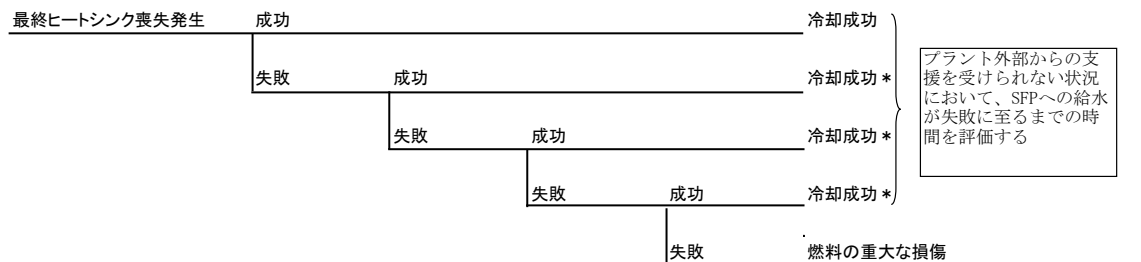 最終ヒートシンク喪失発生 成功 冷却成功
失敗 成功 冷却成功＊
失敗 成功 冷却成功＊
失敗 成功 冷却成功＊
失敗 燃料の重大な損傷
プラント外部からの支
援を受けられない状況
において、SFPへの給水
が失敗に至るまでの時
間を評価する